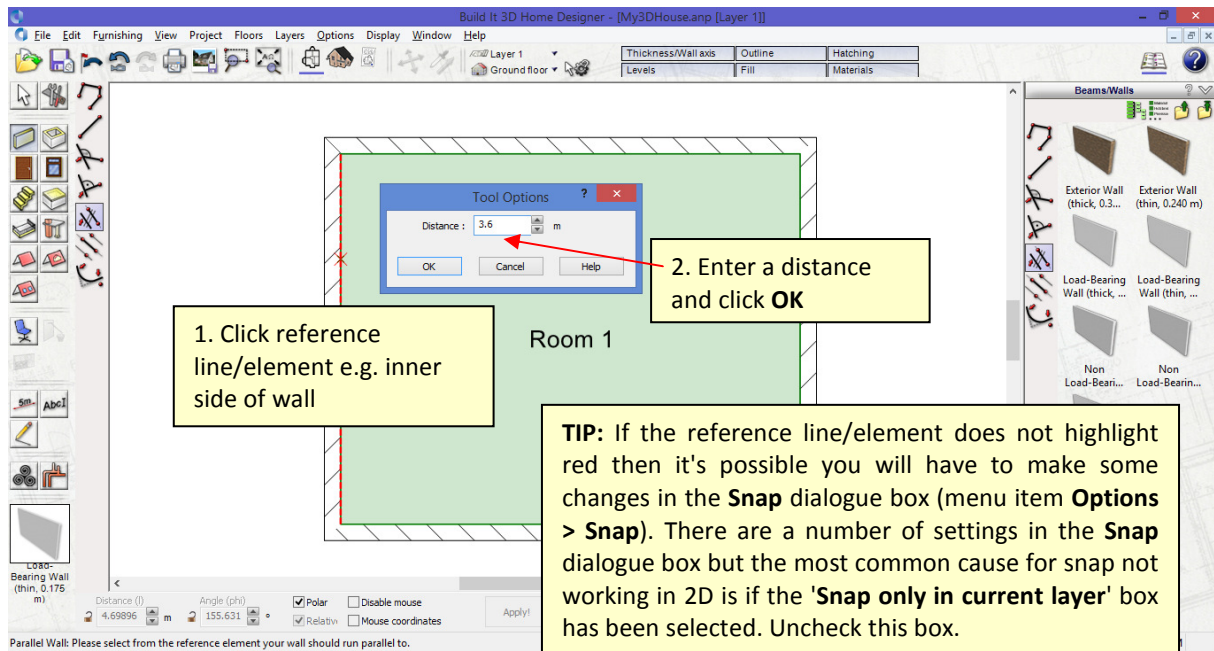 Build It 3D Home Designer - [My3DHouse.anp [Layer 1]]
File Edit Furnishing View Project Floors Layers Options Display Window Help
Layer 1
Ground floor
Thickness/Wall axis Outline Hatching
Levels Fill Materials
Beams/Walls
Exterior Wall (thick, 0.3... Exterior Wall (thin, 0.240 m)
Load-Bearing Wall (thick, ... Load-Bearing Wall (thin, ...
Non Load-Beari... Non Load-Bearin...
Tool Options ?
Distance : 3.6 m
OK Cancel Help
2. Enter a distance
and click OK
1. Click reference
line/element e.g. inner
side of wall
Room 1
TIP: If the reference line/element does not highlight
red then it's possible you will have to make some
changes in the Snap dialogue box (menu item Options
> Snap). There are a number of settings in the Snap
dialogue box but the most common cause for snap not
working in 2D is if the 'Snap only in current layer' box
has been selected. Uncheck this box.
5m
AbcI
Load-
Bearing Wall
(thin, 0.175
m)
Distance (l) Angle (phi) Polar Disable mouse
4.69896 m 155.631 ° Relativ Mouse coordinates Apply!
Parallel Wall: Please select from the reference element your wall should run parallel to.